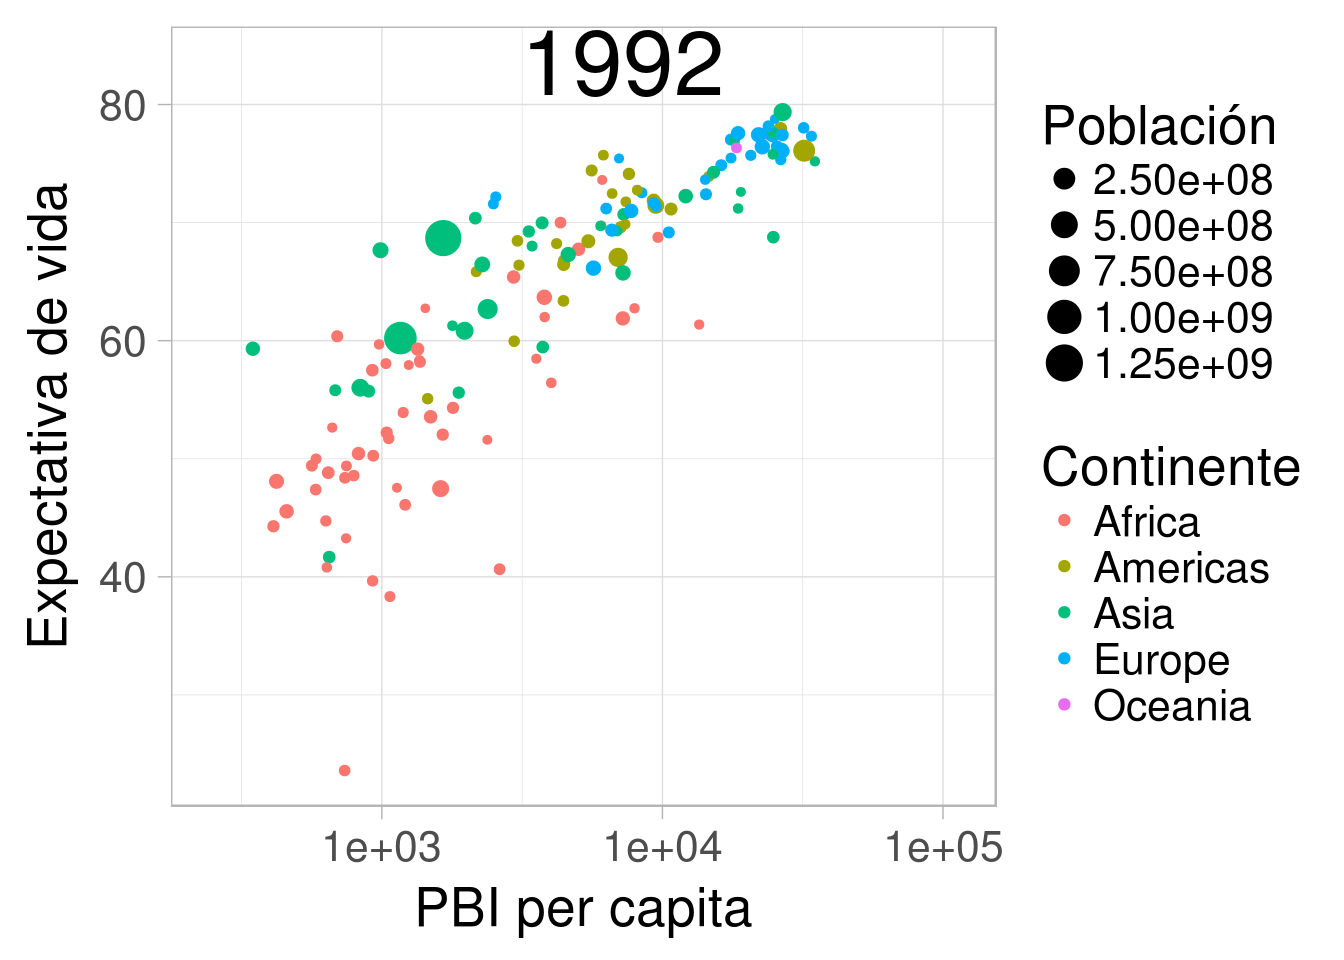 1992
80
60
40
Expectativa de vida
1e+03 1e+04 1e+05
PBI per capita
Población
2.50e+08
5.00e+08
7.50e+08
1.00e+09
1.25e+09
Continente
Africa
Americas
Asia
Europe
Oceania